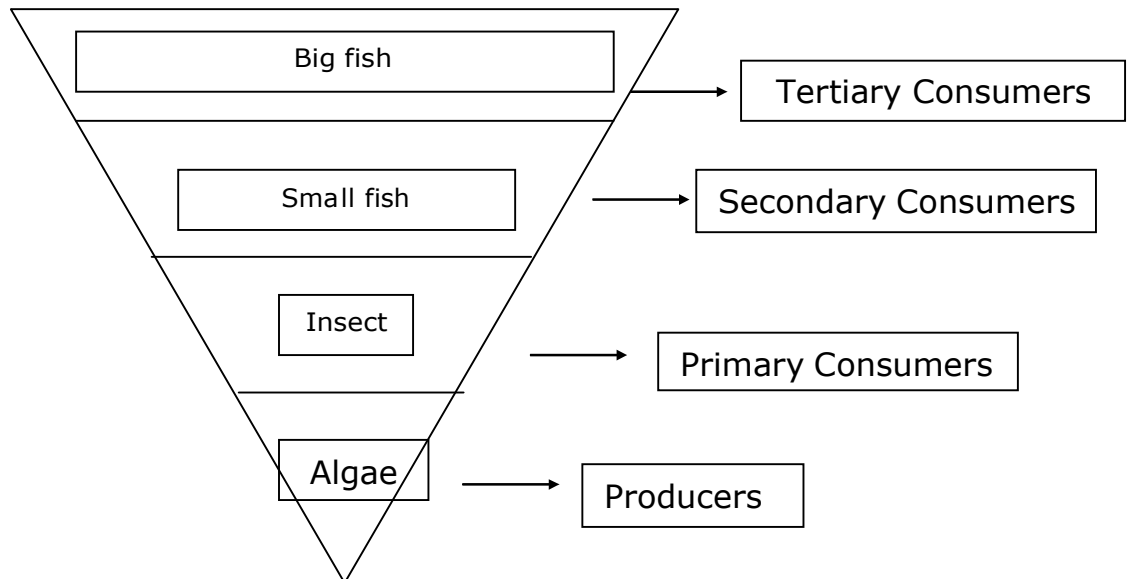 Big fish
Tertiary Consumers
Small fish
Secondary Consumers
Insect
Primary Consumers
Algae
Producers